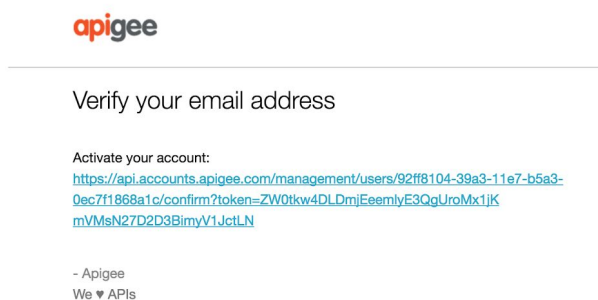 apigee
Verify your email address
Activate your account:
https://api.accounts.apigee.com/management/users/92ff8104-39a3-11e7-b5a3-
0ec7f1868a1c/confirm?token=ZW0tkw4DLDmjEeemlyE3QgUroMx1jK
mVMsN27D2D3BimyV1JctLN
- Apigee
We ♥ APIs